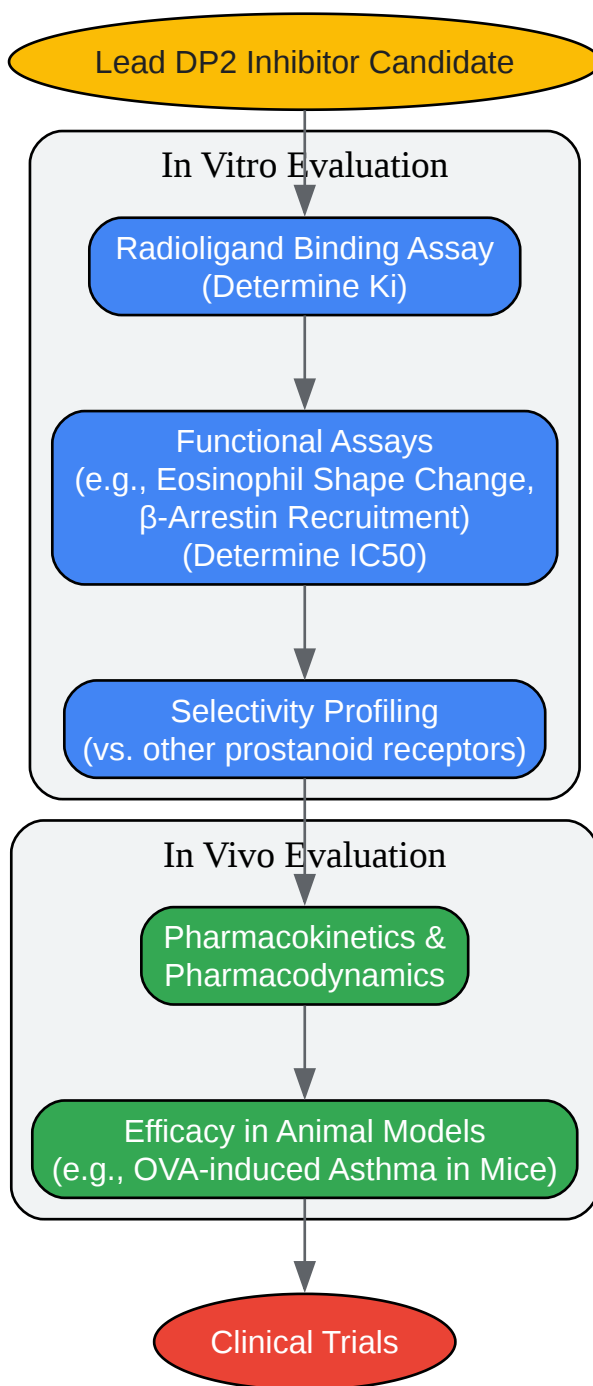 Lead DP2 Inhibitor Candidate
In Vitro Evaluation
Radioligand Binding Assay
(Determine Ki)
Functional Assays
(e.g., Eosinophil Shape Change,
β-Arrestin Recruitment)
(Determine IC50)
Selectivity Profiling
(vs. other prostanoid receptors)
In Vivo Evaluation
Pharmacokinetics &
Pharmacodynamics
Efficacy in Animal Models
(e.g., OVA-induced Asthma in Mice)
Clinical Trials